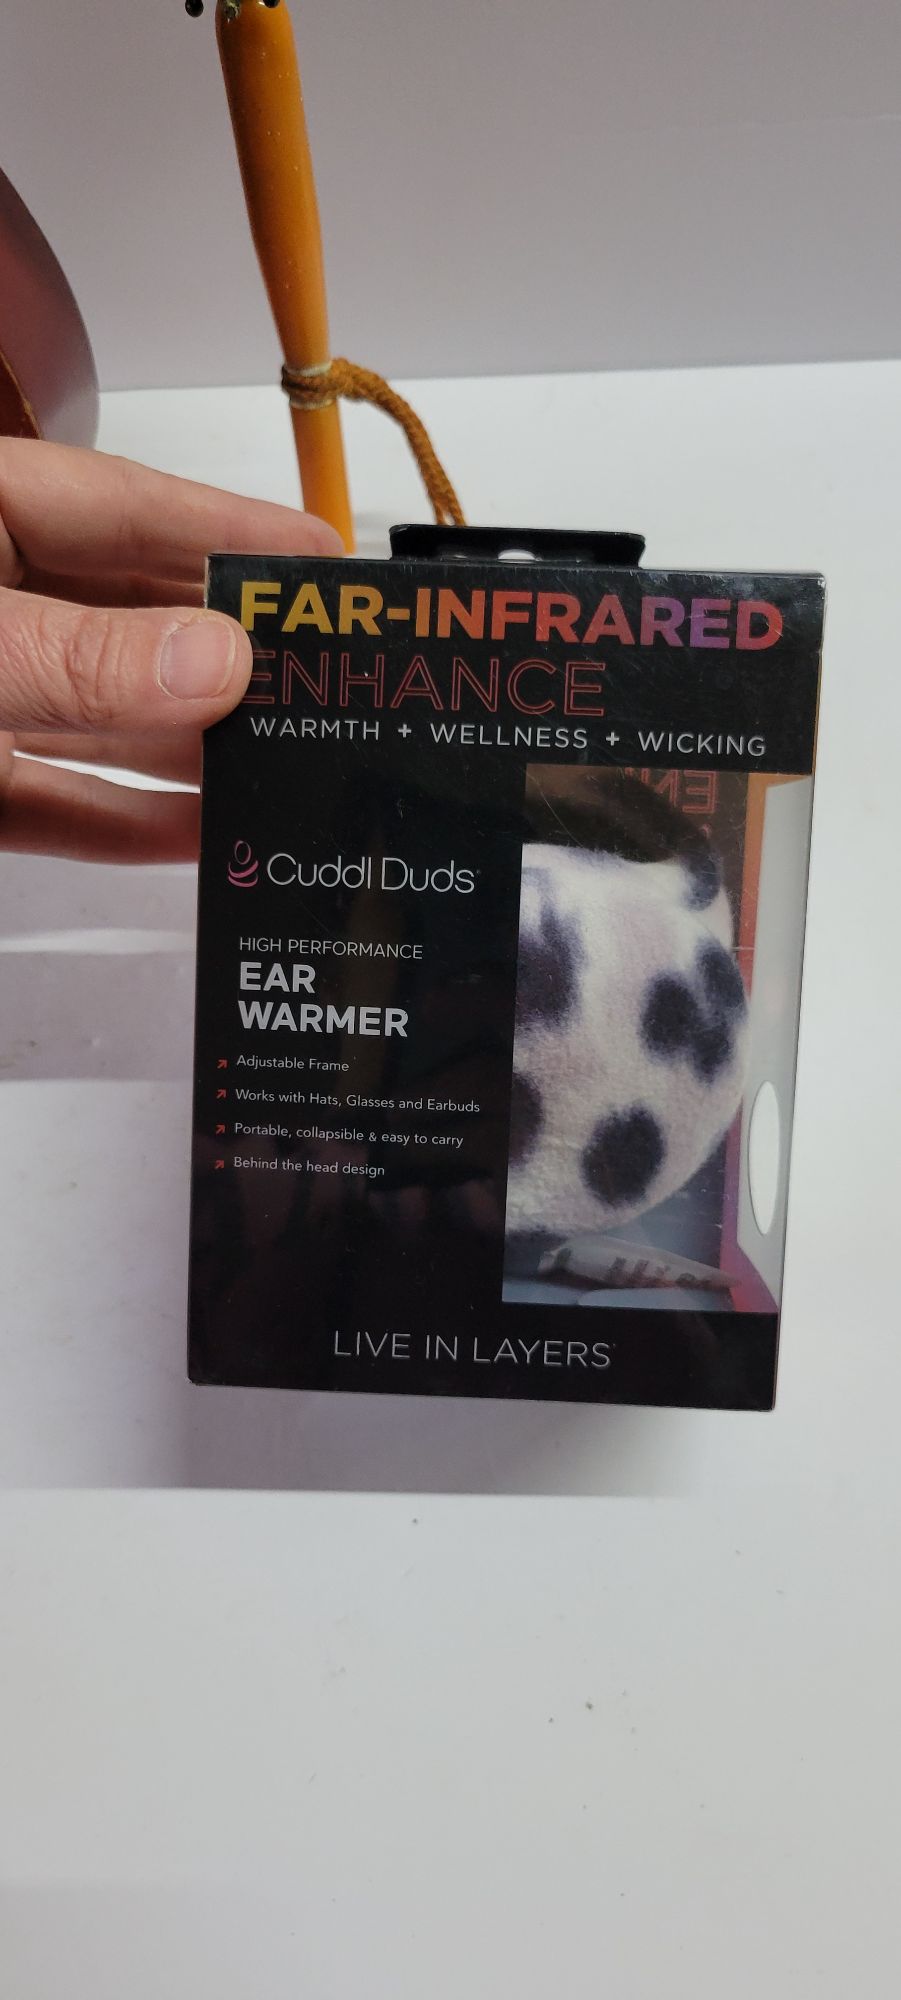 FAR-INFRARED
ENHANCE
WARMTH + WELLNESS + WICKING
Cuddl Duds
HIGH PERFORMANCE
EAR
WARMER
Adjustable Frame
Works with Hats, Glasses and Earbuds
Portable, collapsible & easy to carry
Behind the head design
LIVE IN LAYERS